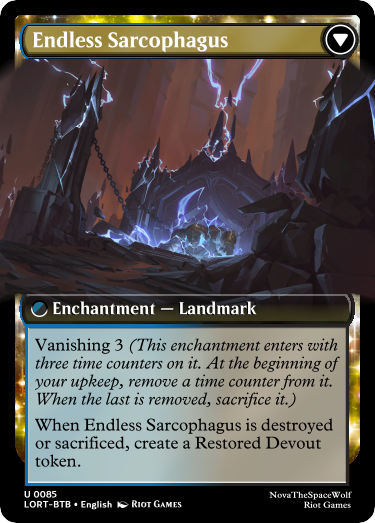 Endless Sarcophagus
Enchantment — Landmark
Vanishing 3 (This enchantment enters with
three time counters on it. At the beginning of
your upkeep, remove a time counter from it.
When the last is removed, sacrifice it.)
When Endless Sarcophagus is destroyed
or sacrificed, create a Restored Devout
token.
U 0085
LORT-BTB • English Riot Games
NovaTheSpaceWolf
Riot Games